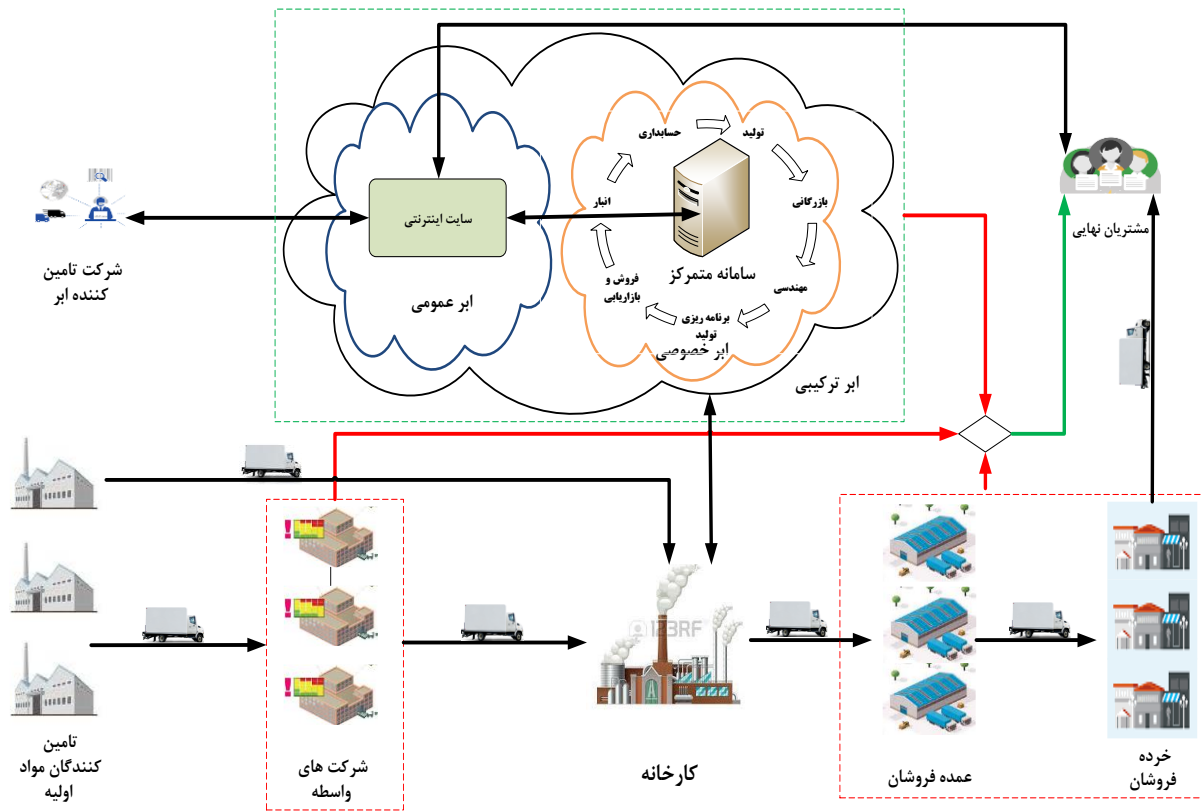 حسابداری
تولید
بازرگانی
مهندسی
برنامه ریزی
تولید
فروش و
بازاریابی
انبار
سامانه متمرکز
ابر خصوصی
سایت اینترنتی
ابر عمومی
ابر ترکیبی
مشتریان نهایی
شرکت تامین
کننده ابر
تامین
کنندگان مواد
اولیه
شرکت های
واسطه
123RF
A
کارخانه
عمده فروشان
خرده
فروشان